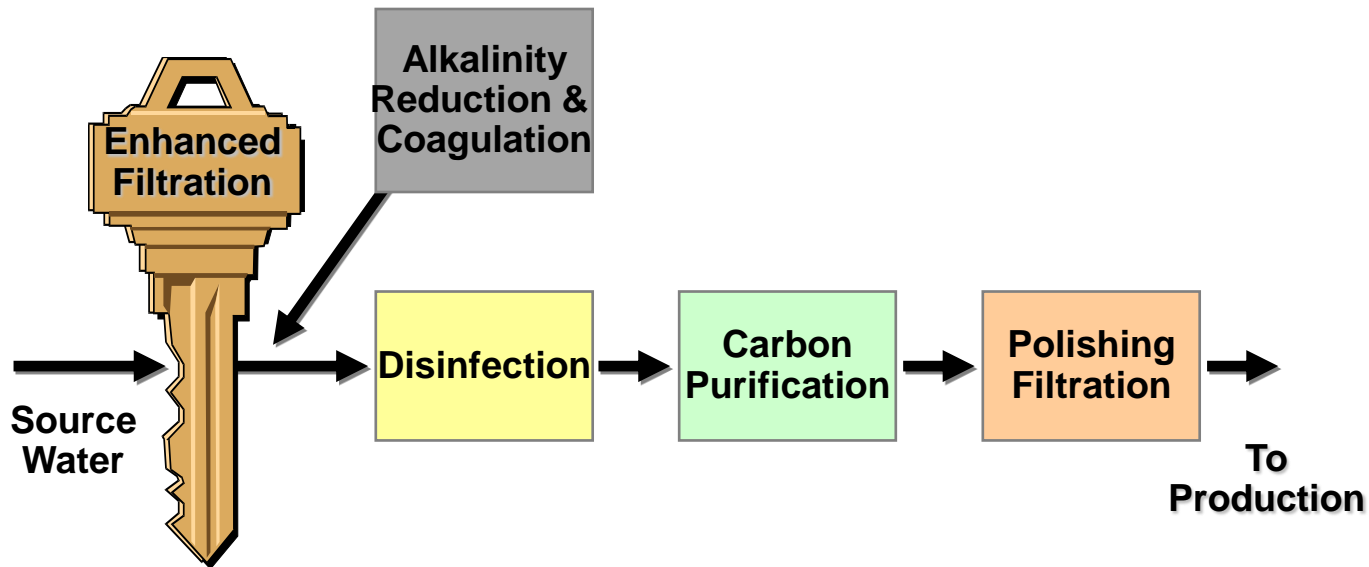 Alkalinity
Reduction &
Coagulation
Enhanced
Filtration
Source
Water
Disinfection
Carbon
Purification
Polishing
Filtration
To
Production